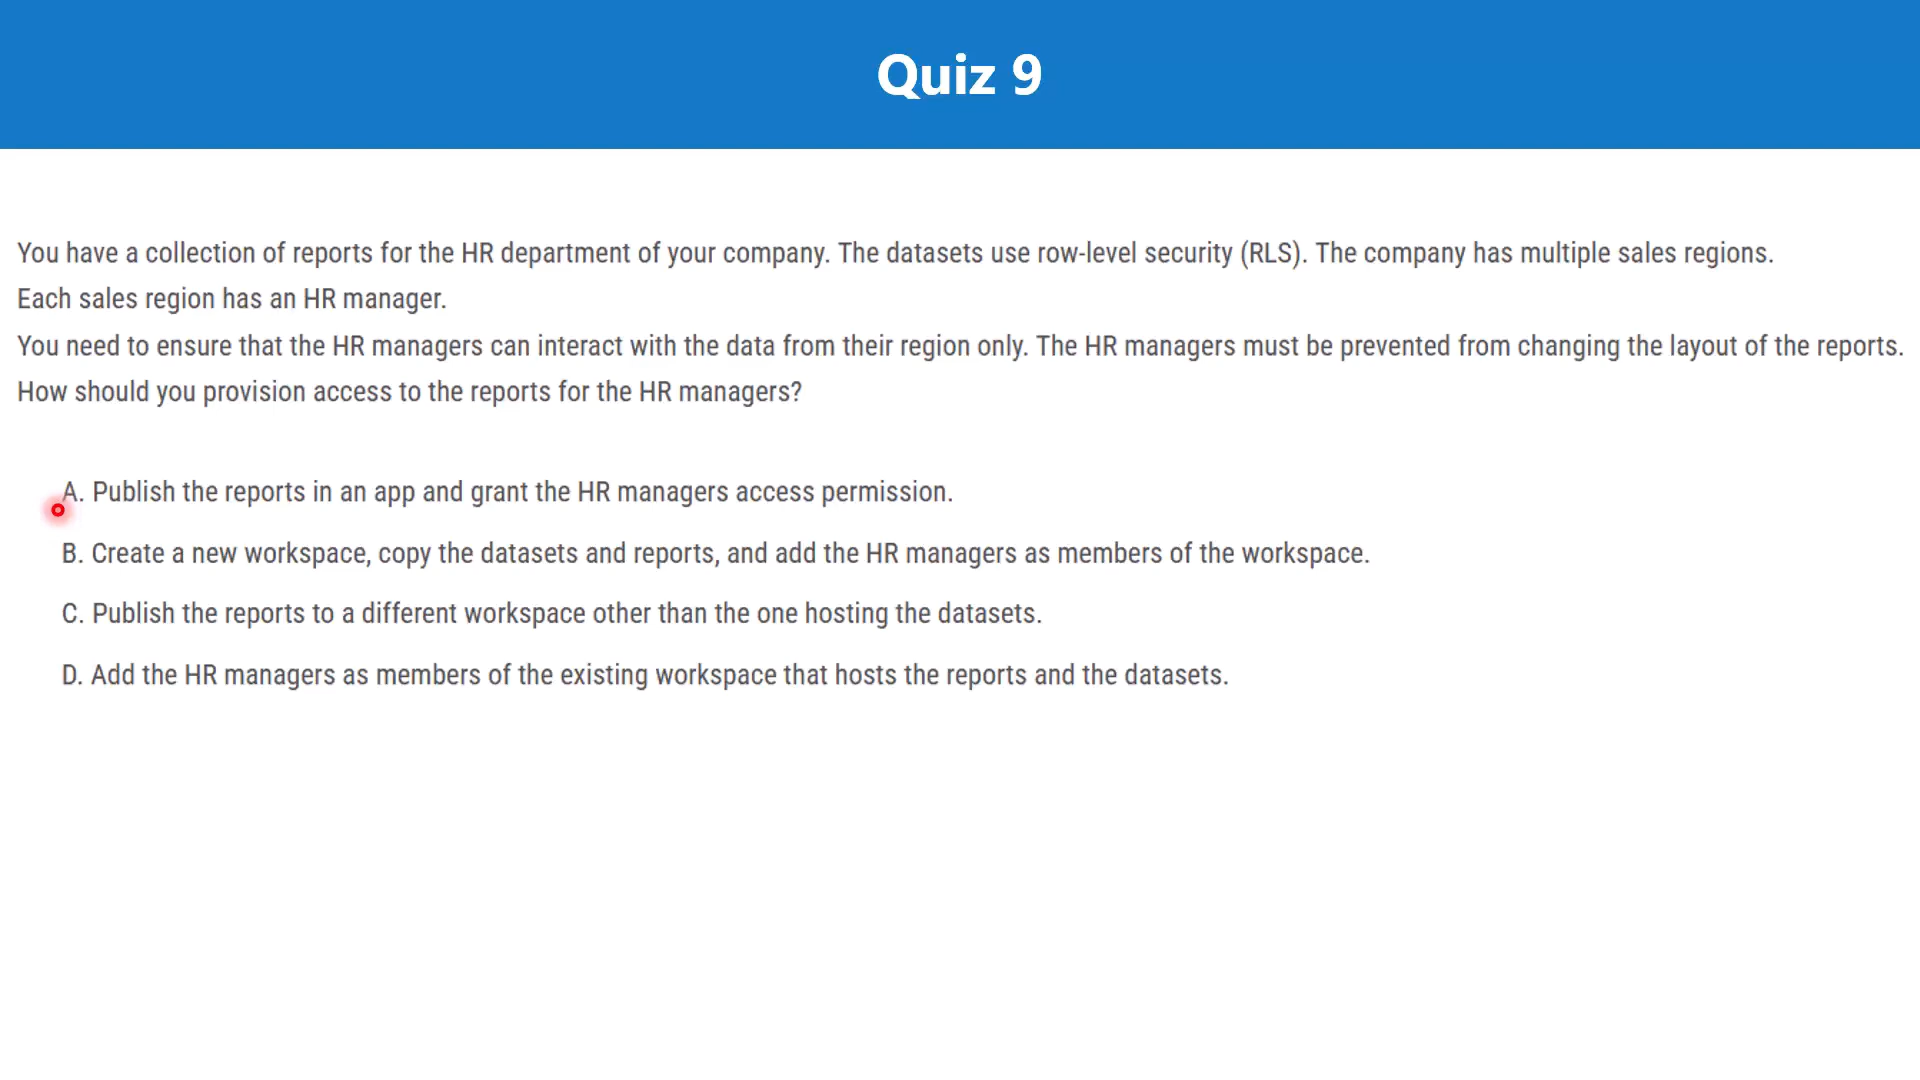 Quiz 9
You have a collection of reports for the HR department of your company. The datasets use row-level security (RLS). The company has multiple sales regions.
Each sales region has an HR manager.
You need to ensure that the HR managers can interact with the data from their region only. The HR managers must be prevented from changing the layout of the reports.
How should you provision access to the reports for the HR managers?
A. Publish the reports in an app and grant the HR managers access permission.
B. Create a new workspace, copy the datasets and reports, and add the HR managers as members of the workspace.
C. Publish the reports to a different workspace other than the one hosting the datasets.
D. Add the HR managers as members of the existing workspace that hosts the reports and the datasets.